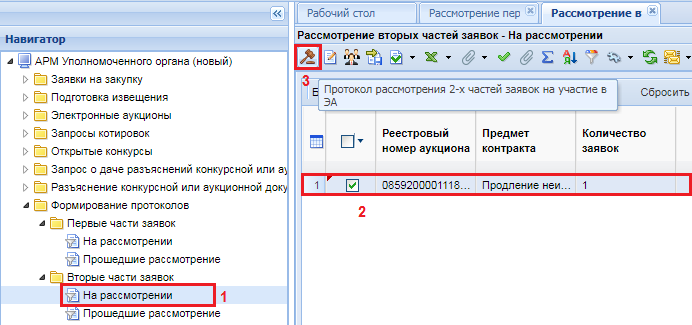 Навигатор
АРМ Уполномоченного органа (новый)
Заявки на закупку
Подготовка извещения
Электронные аукционы
Запросы котировок
Открытые конкурсы
Запрос о даче разъяснений конкурсной или ау
Разъяснение конкурсной или аукционной доку
Формирование протоколов
Первые части заявок
На рассмотрении
Прошедшие рассмотрение
Вторые части заявок
На рассмотрении
1
Прошедшие рассмотрение
Рабочий стол
Рассмотрение пер
Рассмотрение в
Рассмотрение вторых частей заявок - На рассмотрении
3
Протокол рассмотрения 2-х частей заявок на участие в
ЭА
Сбросить
Реестровый номер аукциона
Предмет контракта
Количество заявок
1 0859200001118... Продление неи... 1
2